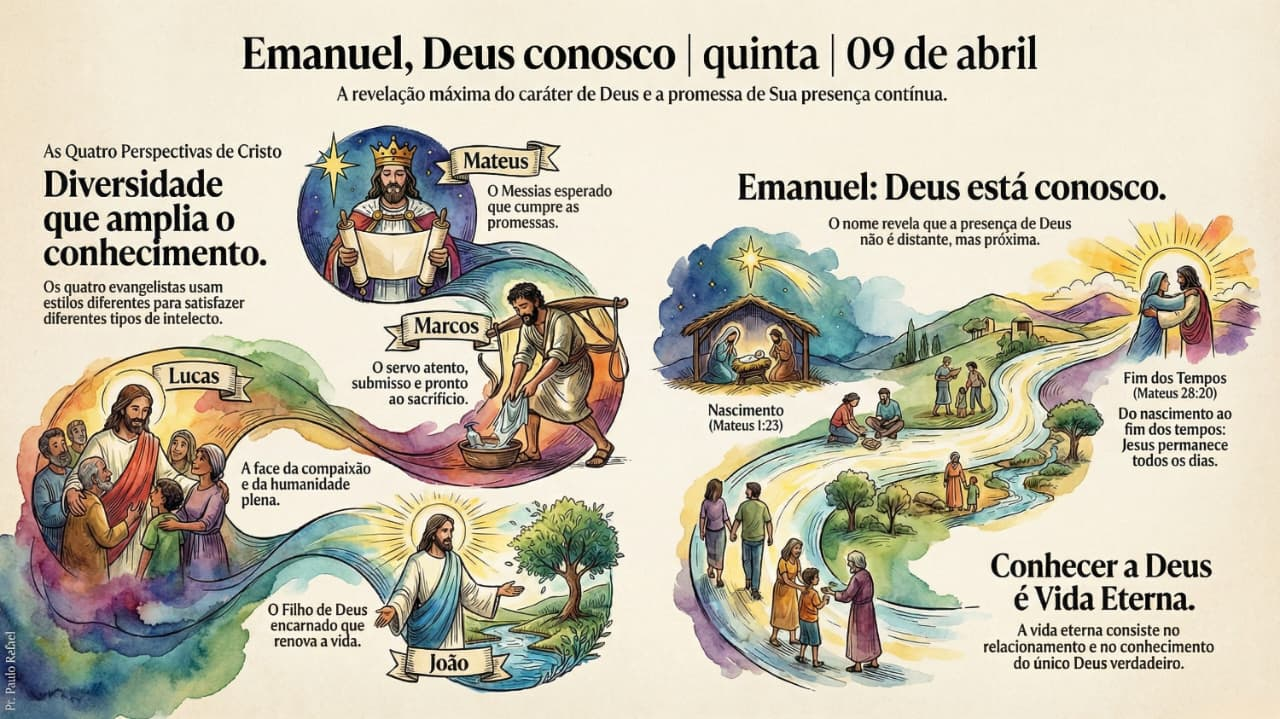 Emanuel, Deus conosco | quinta | 09 de abril
A revelação máxima do caráter de Deus e a promessa de Sua presença contínua.
As Quatro Perspectivas de Cristo
Diversidade
que amplia o
conhecimento.
Os quatro evangelistas usam
estilos diferentes para satisfazer
diferentes tipos de intelecto.
Mateus
O Messias esperado
que cumpre as
promessas.
Marcos
O servo atento,
submisso e pronto
ao sacrifício.
Lucas
A face da compaixão
e da humanidade
plena.
O Filho de Deus
encarnado que
renova a vida.
João
Emanuel: Deus está conosco.
O nome revela que a presença de Deus
não é distante, mas próxima.
Nascimento
(Mateus 1:23)
Fim dos Tempos
(Mateus 28:20)
Do nascimento ao
fim dos tempos:
Jesus permanece
todos os dias.
Conhecer a Deus
é Vida Eterna.
A vida eterna consiste no
relacionamento e no conhecimento
do único Deus verdadeiro.
Pr. Paulo Rafael